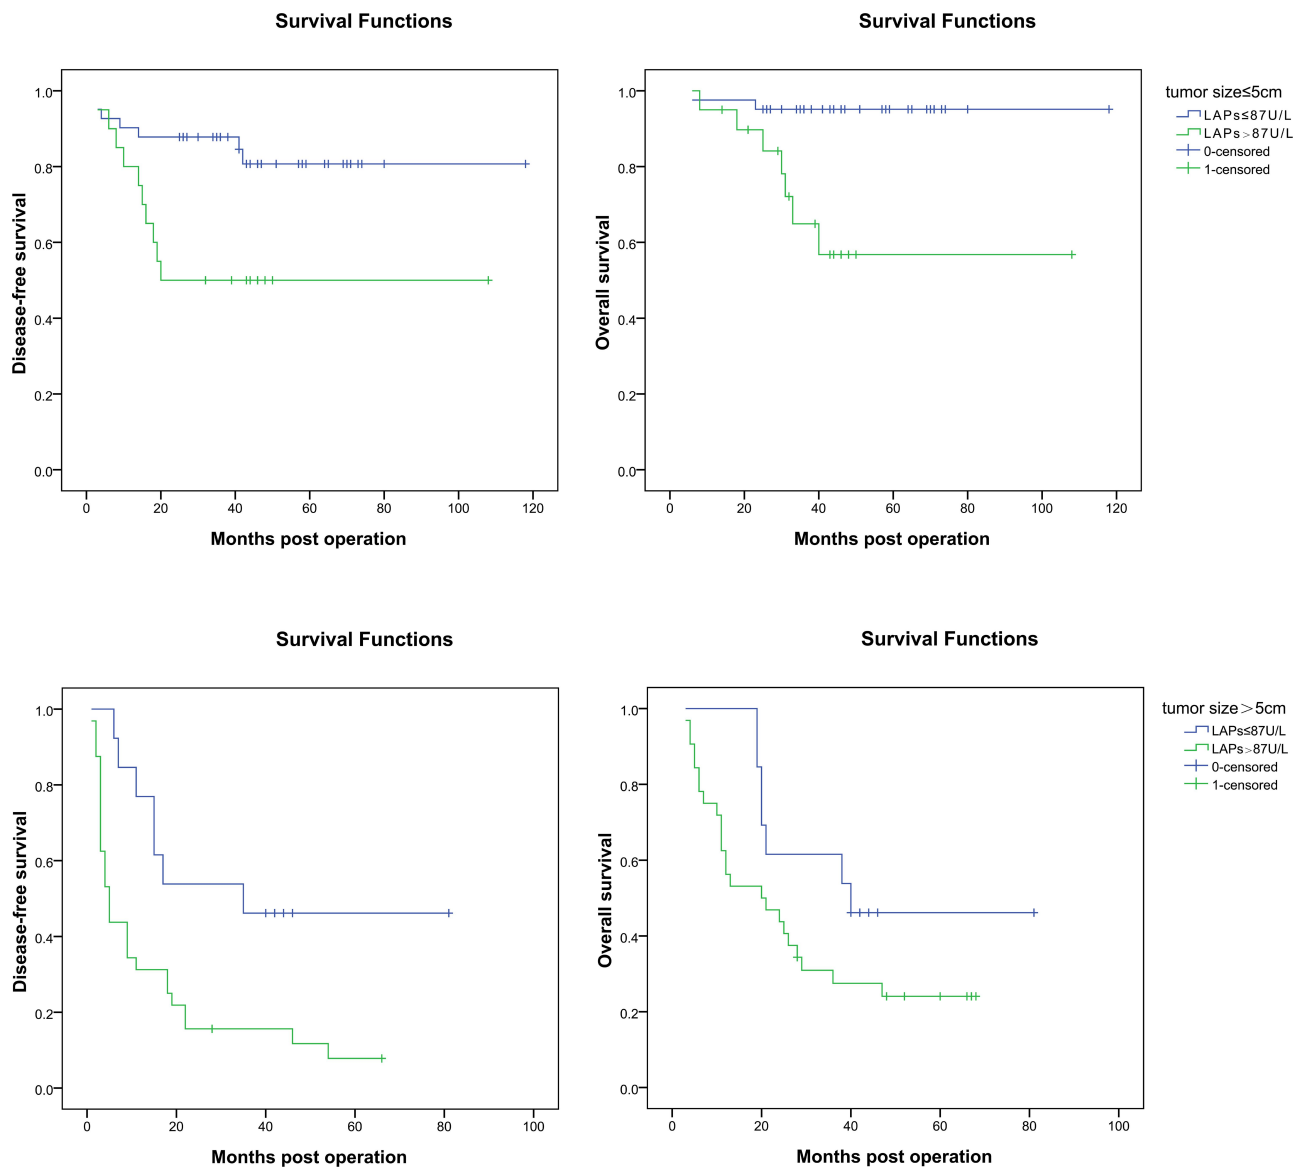 Survival Functions
Survival Functions
Disease-free survival
1.0
0.8
0.6
0.4
0.2
0.0
0 20 40 60 80 100 120
Months post operation
Overall survival
1.0
0.8
0.6
0.4
0.2
0.0
0 20 40 60 80 100 120
Months post operation
tumor size≤5cm
LAPs≤87U/L
LAPs>87U/L
0-censored
1-censored
Survival Functions
Survival Functions
Disease-free survival
1.0
0.8
0.6
0.4
0.2
0.0
0 20 40 60 80 100
Months post operation
Overall survival
1.0
0.8
0.6
0.4
0.2
0.0
0 20 40 60 80 100
Months post operation
tumor size>5cm
LAPs≤87U/L
LAPs>87U/L
0-censored
1-censored